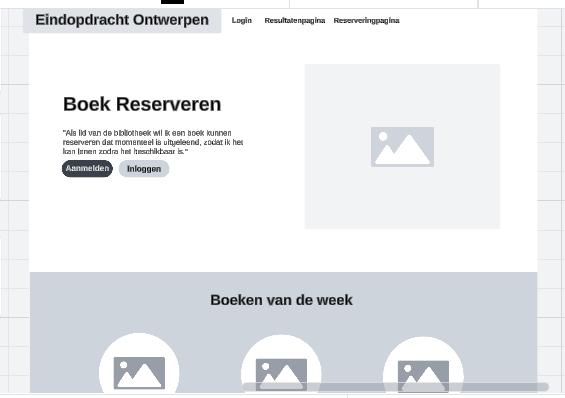 Eindopdracht Ontwerpen
Login Resultatenpagina Reserveringpagina
Boek Reserveren
"Als lid van de bibliotheek wil ik een boek kunnen
reserveren dat momenteel is uitgeleend, zodat ik het
kan lenen zodra het beschikbaar is."
Aanmelden Inloggen
Boeken van de week